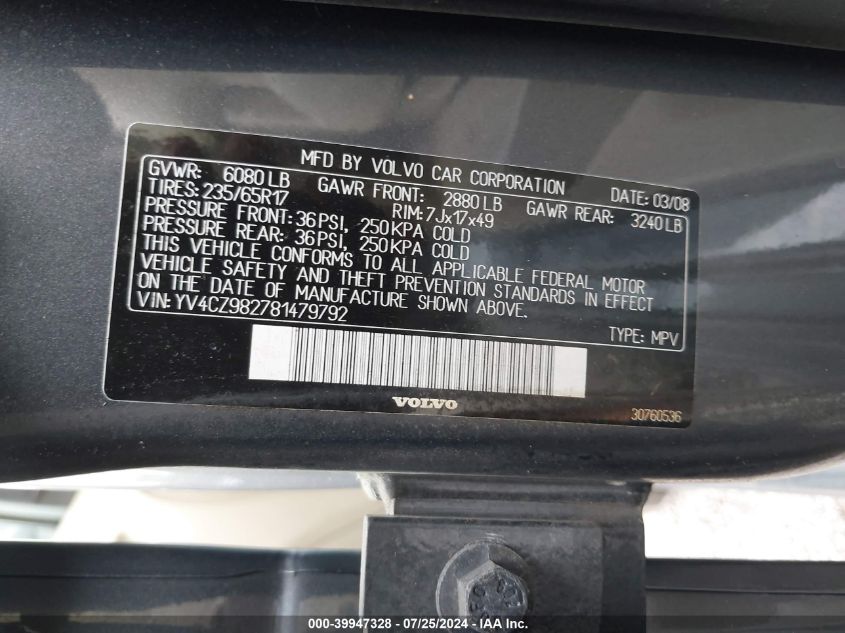 MFD BY VOLVO CAR CORPORATION DATE: 03/08
GVWR: 6080 LB GAWR FRONT: 2880 LB GAWR REAR: 3240 LB
TIRES: 235/65R17 RIM: 7Jx17x49
PRESSURE FRONT: 36 PSI, 250 KPA COLD
PRESSURE REAR: 36 PSI, 250 KPA COLD
THIS VEHICLE CONFORMS TO ALL APPLICABLE FEDERAL MOTOR
VEHICLE SAFETY AND THEFT PREVENTION STANDARDS IN EFFECT
ON THE DATE OF MANUFACTURE SHOWN ABOVE.
VIN: YV4CZ982781479792 TYPE: MPV
VOLVO
30760536
000-39947328 / 07/25/2024 - IAA Inc.